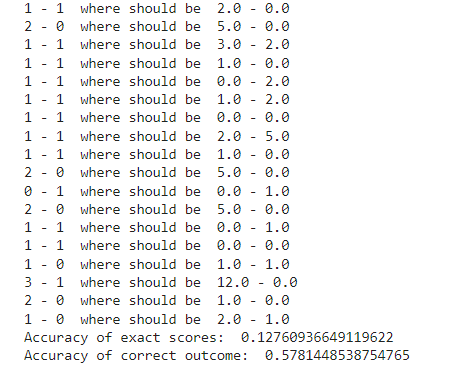 1 - 1  where should be  2.0 - 0.0
2 - 0  where should be  5.0 - 0.0
1 - 1  where should be  3.0 - 2.0
1 - 1  where should be  1.0 - 0.0
1 - 1  where should be  0.0 - 2.0
1 - 1  where should be  1.0 - 2.0
1 - 1  where should be  0.0 - 0.0
1 - 1  where should be  2.0 - 5.0
1 - 1  where should be  1.0 - 0.0
2 - 0  where should be  5.0 - 0.0
0 - 1  where should be  0.0 - 1.0
2 - 0  where should be  5.0 - 0.0
1 - 1  where should be  0.0 - 1.0
1 - 1  where should be  0.0 - 0.0
1 - 0  where should be  1.0 - 1.0
3 - 1  where should be  12.0 - 0.0
2 - 0  where should be  1.0 - 0.0
1 - 0  where should be  2.0 - 1.0
Accuracy of exact scores:  0.12760936649119622
Accuracy of correct outcome:  0.5781448538754765